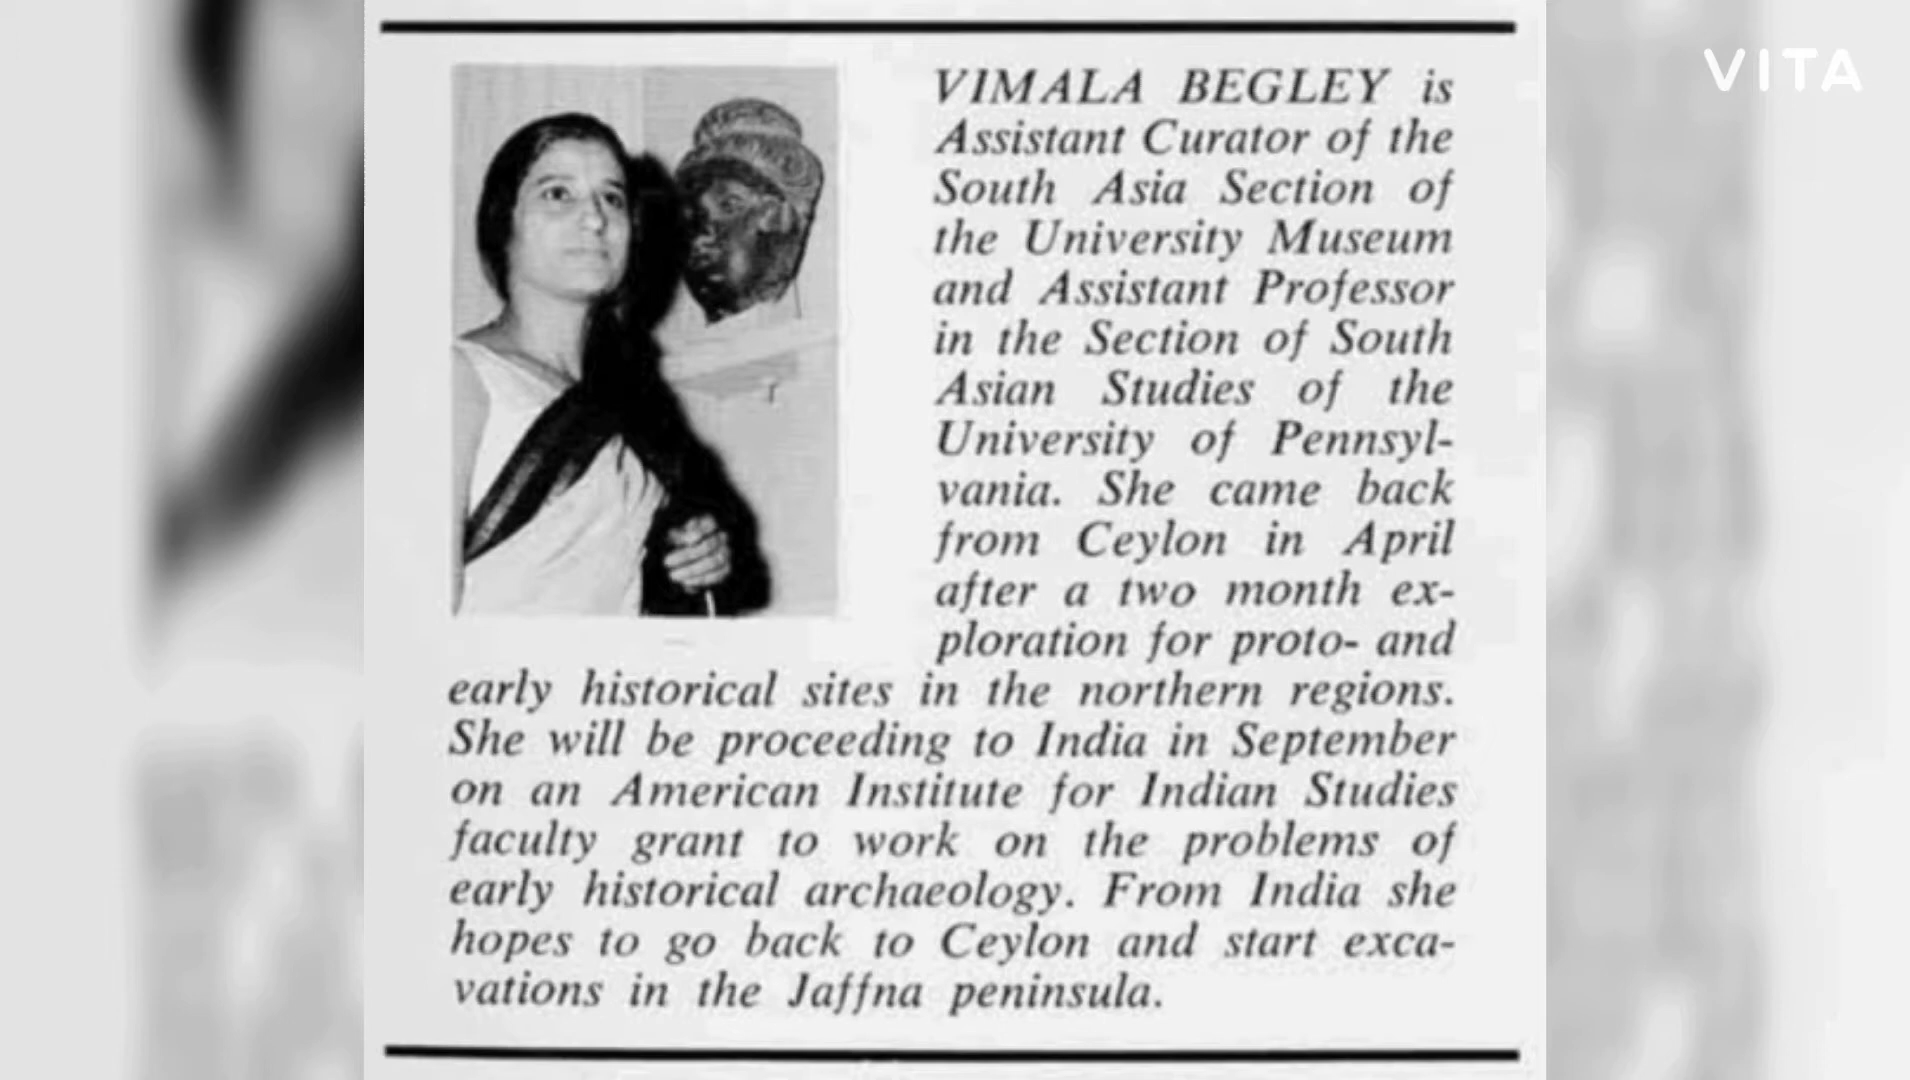 VITA
VIMALA BEGLEY is
Assistant Curator of the
South Asia Section of
the University Museum
and Assistant Professor
in the Section of South
Asian Studies of the
University of Pennsyl-
vania. She came back
from Ceylon in April
after a two month ex-
ploration for proto- and
early historical sites in the northern regions.
She will be proceeding to India in September
on an American Institute for Indian Studies
faculty grant to work on the problems of
early historical archaeology. From India she
hopes to go back to Ceylon and start exca-
vations in the Jaffna peninsula.